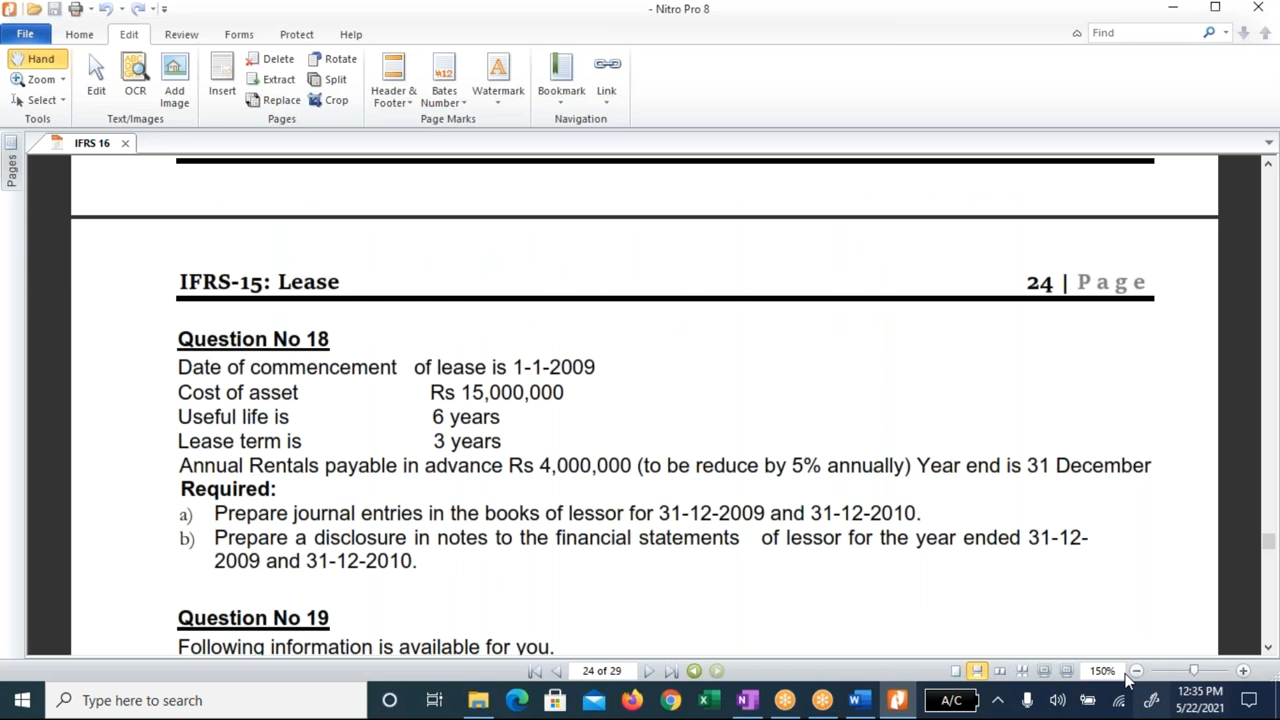 - Nitro Pro 8
File Home Edit Review Forms Protect Help
Find
Hand
Zoom
Select
Tools
Edit
OCR
Add
Image
Text/Images
Insert
Delete
Extract
Replace
Rotate
Split
Crop
Pages
Header &
Footer
Bates
Number
Watermark
Page Marks
Bookmark
Link
Navigation
IFRS 16
Pages
IFRS-15: Lease 24 | Page
Question No 18
Date of commencement of lease is 1-1-2009
Cost of asset Rs 15,000,000
Useful life is 6 years
Lease term is 3 years
Annual Rentals payable in advance Rs 4,000,000 (to be reduce by 5% annually) Year end is 31 December
Required:
a) Prepare journal entries in the books of lessor for 31-12-2009 and 31-12-2010.
b) Prepare a disclosure in notes to the financial statements of lessor for the year ended 31-12-
2009 and 31-12-2010.
Question No 19
Following information is available for you.
24 of 29
150%
Type here to search
A/C
12:35 PM
5/22/2021